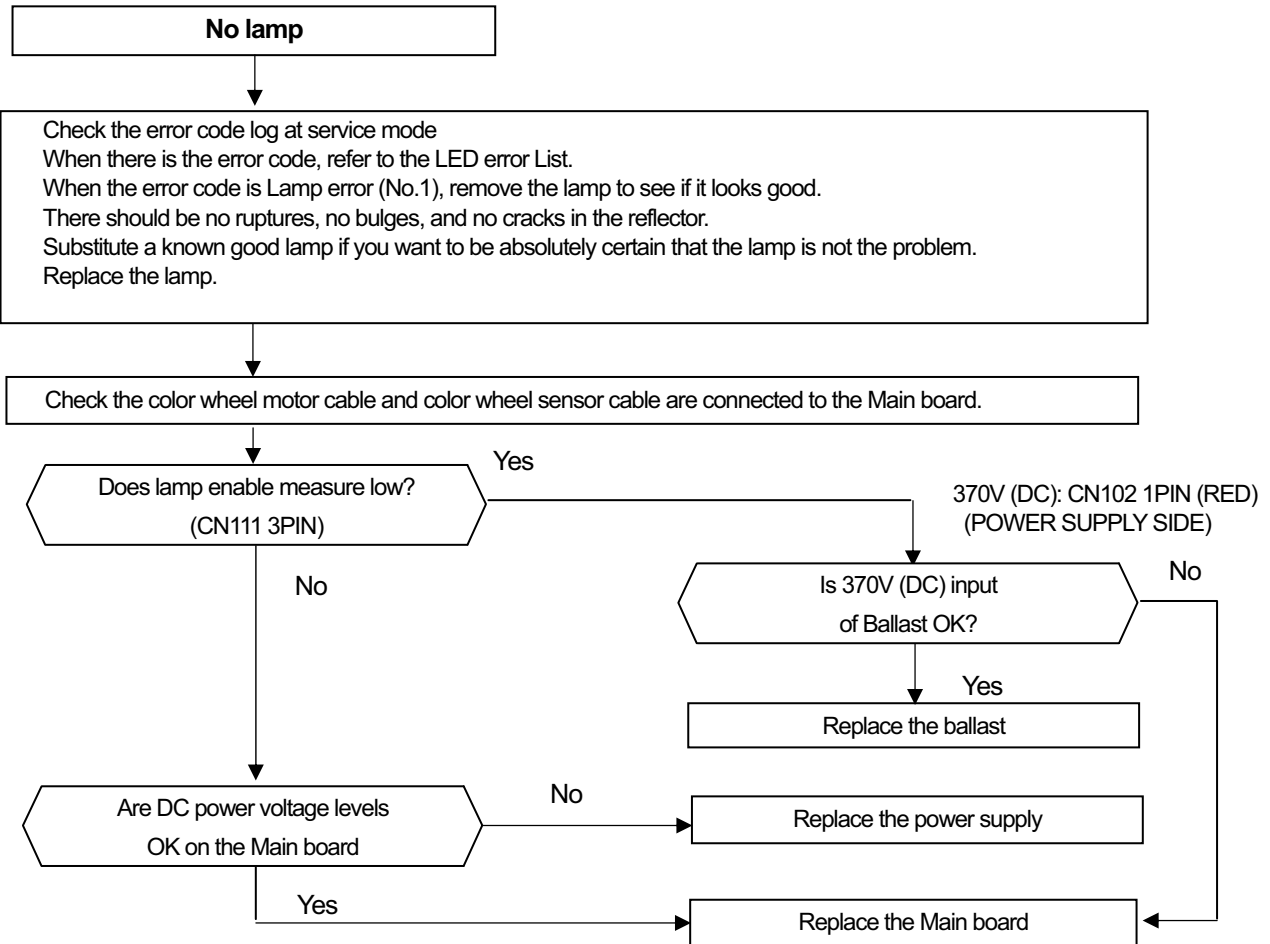 No lamp
Check the error code log at service mode
When there is the error code, refer to the LED error List.
When the error code is Lamp error (No.1), remove the lamp to see if it looks good.
There should be no ruptures, no bulges, and no cracks in the reflector.
Substitute a known good lamp if you want to be absolutely certain that the lamp is not the problem.
Replace the lamp.
Check the color wheel motor cable and color wheel sensor cable are connected to the Main board.
Does lamp enable measure low?
(CN111 3PIN)
Yes
No
370V (DC): CN102 1PIN (RED)
(POWER SUPPLY SIDE)
Is 370V (DC) input
of Ballast OK?
No
Yes
Replace the ballast
Are DC power voltage levels
OK on the Main board
No
Replace the power supply
Yes
Replace the Main board